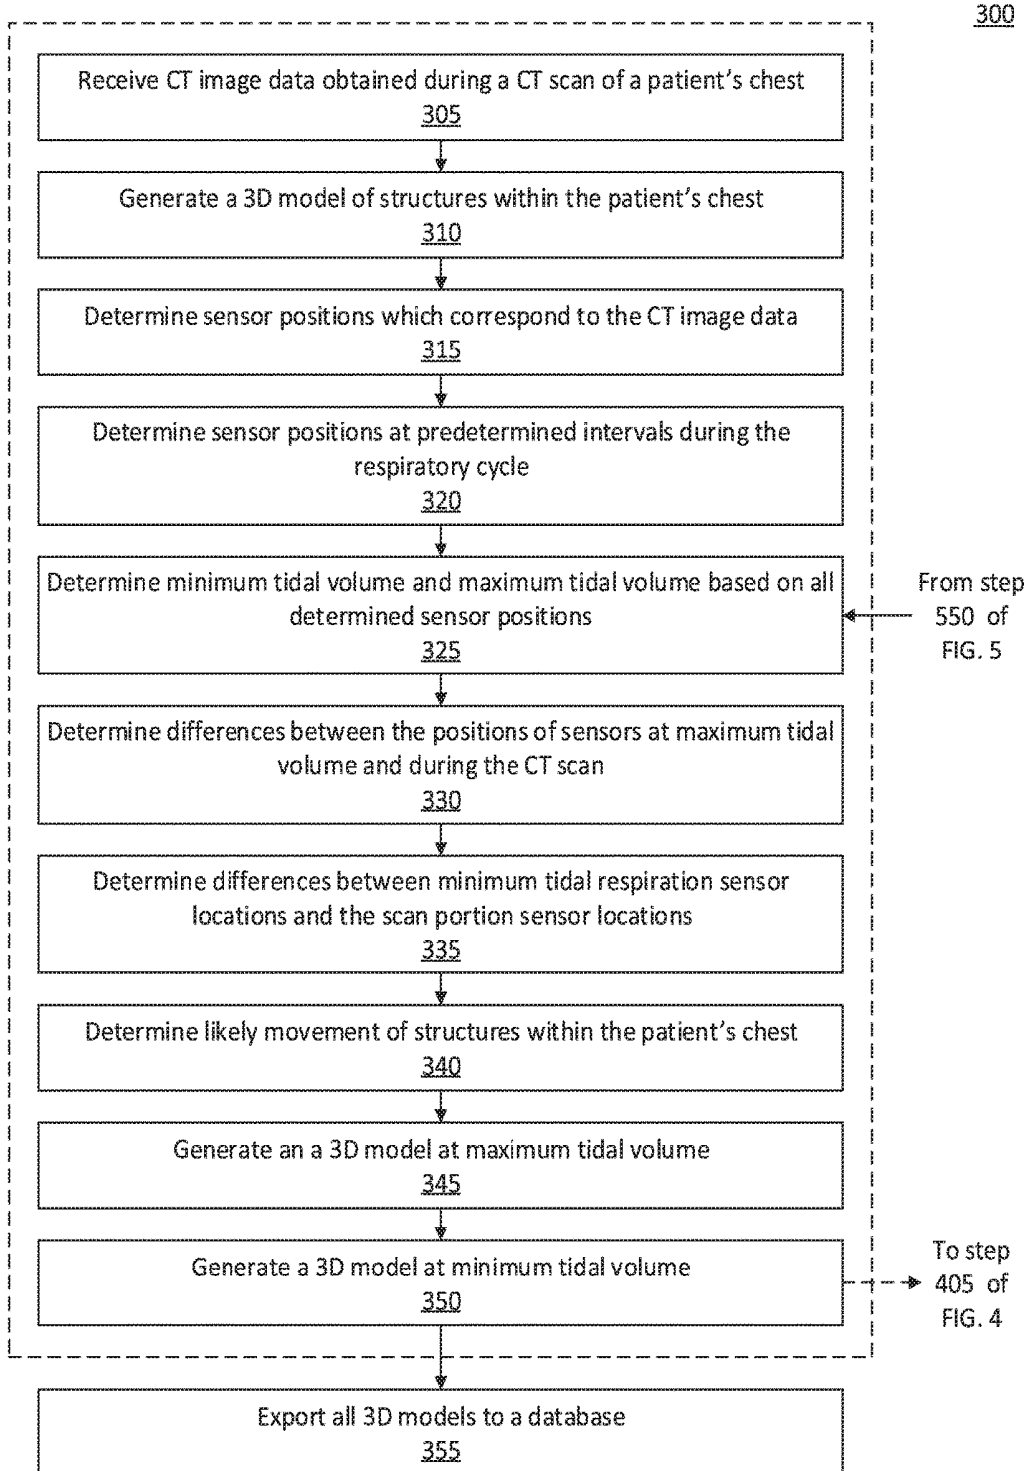 300
Receive CT image data obtained during a CT scan of a patient's chest
305
Generate a 3D model of structures within the patient's chest
310
Determine sensor positions which correspond to the CT image data
315
Determine sensor positions at predetermined intervals during the
respiratory cycle
320
Determine minimum tidal volume and maximum tidal volume based on all
determined sensor positions
325
From step
550 of
FIG. 5
Determine differences between the positions of sensors at maximum tidal
volume and during the CT scan
330
Determine differences between minimum tidal respiration sensor
locations and the scan portion sensor locations
335
Determine likely movement of structures within the patient's chest
340
Generate an a 3D model at maximum tidal volume
345
Generate a 3D model at minimum tidal volume
350
To step
405 of
FIG. 4
Export all 3D models to a database
355